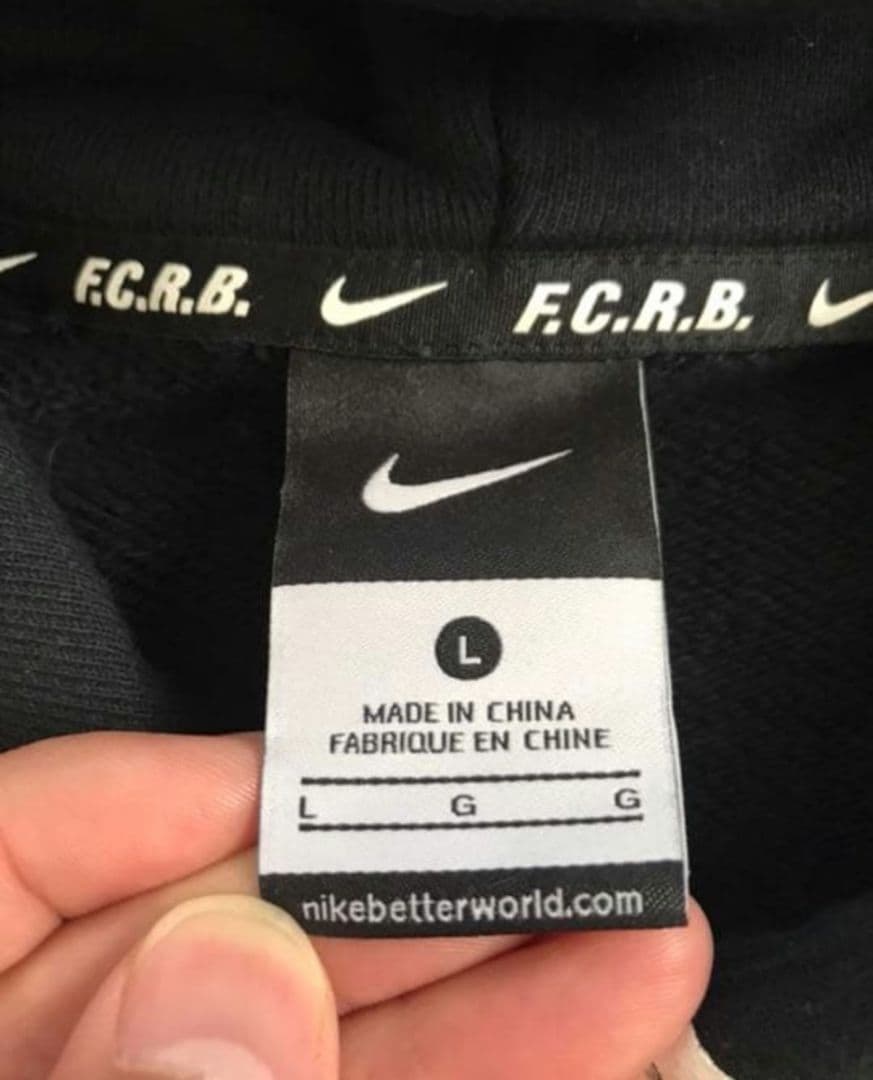 F.C.R.B. F.C.R.B.
L
MADE IN CHINA
FABRIQUE EN CHINE
L G G
nikebetterworld.com